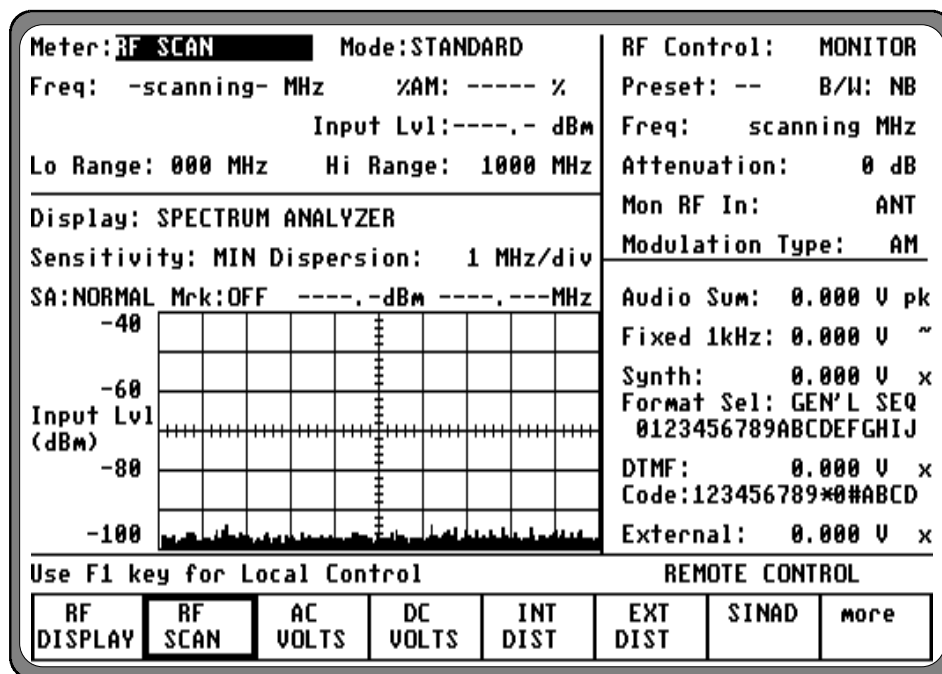 Meter:RF SCAN Mode:STANDARD
Freq: -scanning- MHz %AM: ----- %
Input Lvl:----.- dBm
Lo Range: 000 MHz Hi Range: 1000 MHz
Display: SPECTRUM ANALYZER
Sensitivity: MIN Dispersion: 1 MHz/div
SA:NORMAL Mrk:OFF ----.-dBm ----.---MHz
-40
-60
Input Lvl
(dBm)
-80
-100
RF Control: MONITOR
Preset: -- B/W: NB
Freq: scanning MHz
Attenuation: 0 dB
Mon RF In: ANT
Modulation Type: AM
Audio Sum: 0.000 V pk
Fixed 1kHz: 0.000 V ~
Synth: 0.000 V x
Format Sel: GEN'L SEQ
0123456789ABCDEFGHIJ
DTMF: 0.000 V x
Code:123456789*0#ABCD
External: 0.000 V x
Use F1 key for Local Control REMOTE CONTROL
RF DISPLAY
RF SCAN
AC VOLTS
DC VOLTS
INT DIST
EXT DIST
SINAD
more